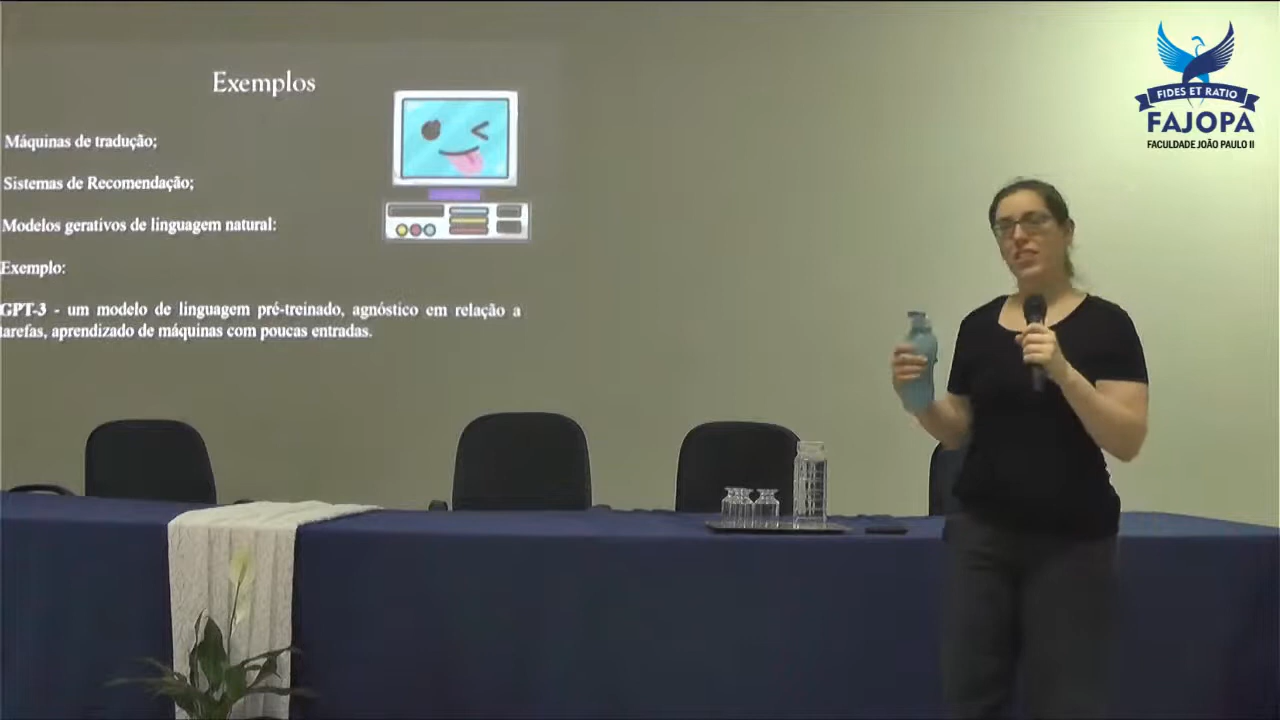 Exemplos
Máquinas de tradução;
Sistemas de Recomendação;
Modelos gerativos de linguagem natural:
Exemplo:
GPT-3 - um modelo de linguagem pré-treinado, agnóstico em relação a
tarefas, aprendizado de máquinas com poucas entradas.
FIDES ET RATIO
FAJOPA
FACULDADE JOÃO PAULO II